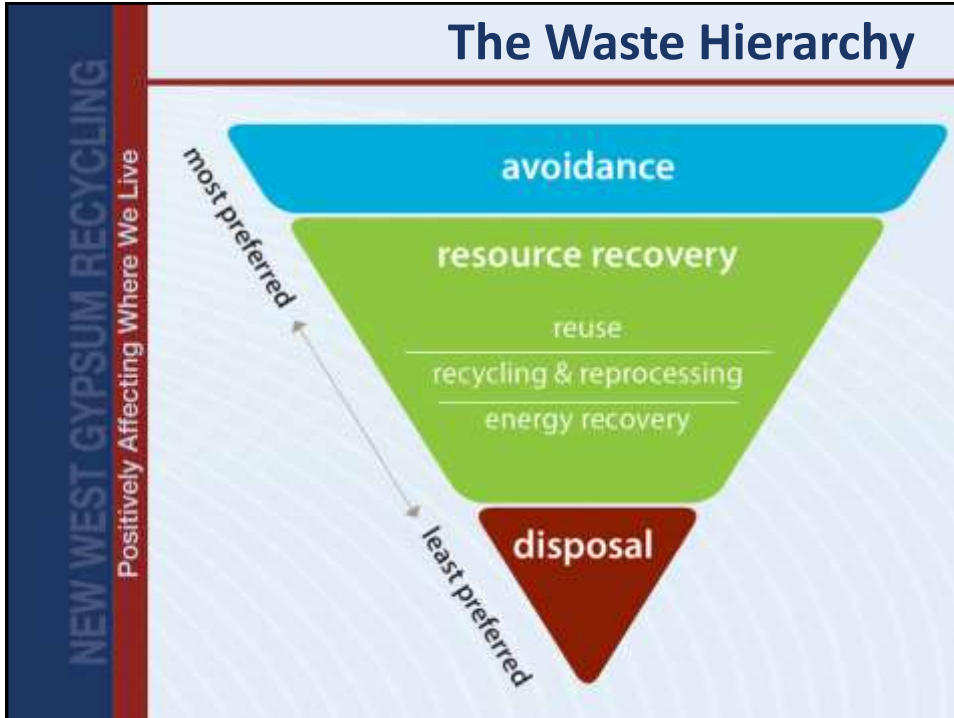 The Waste Hierarchy
NEW WEST GYPSUM RECYCLING
Positively Affecting Where We Live
most preferred
least preferred
avoidance
resource recovery
reuse
recycling & reprocessing
energy recovery
disposal